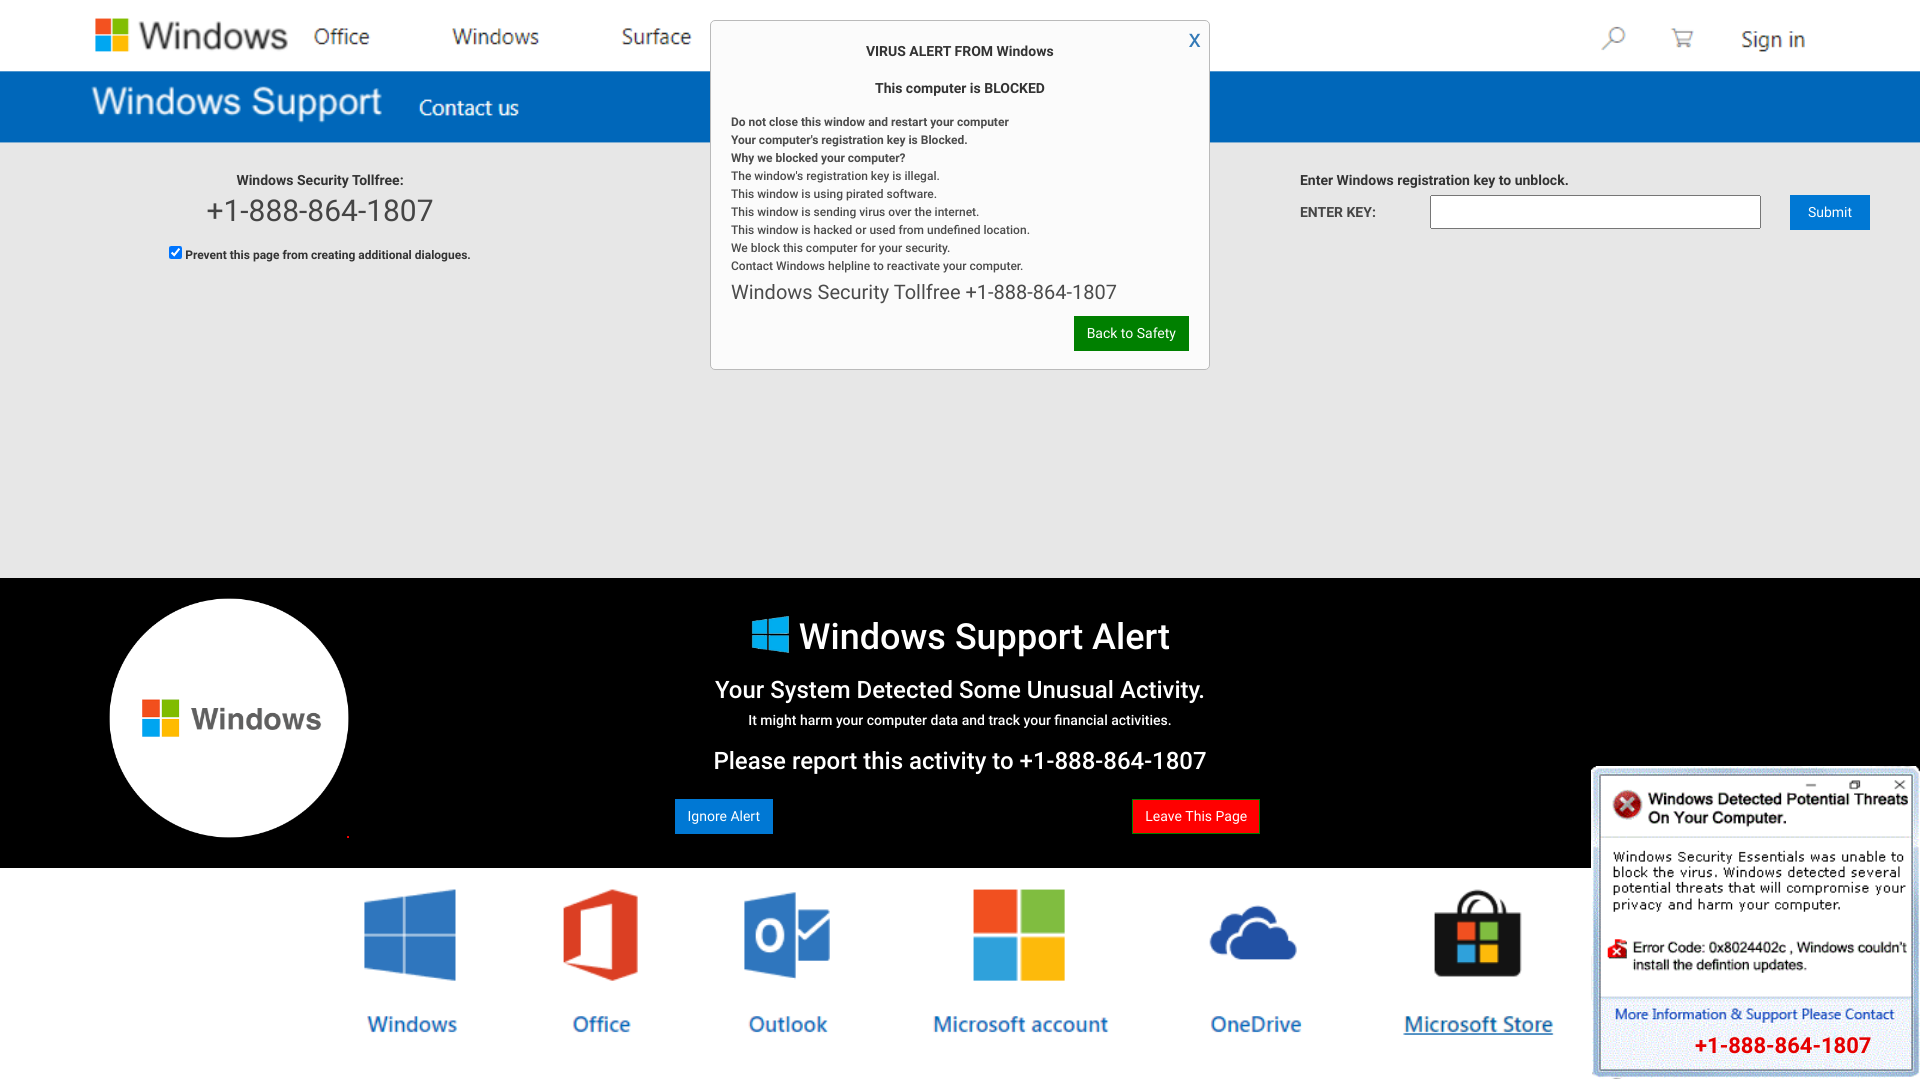 Windows Office Windows Surface Sign in
Windows Support Contact us
VIRUS ALERT FROM Windows X
This computer is BLOCKED
Do not close this window and restart your computer
Your computer's registration key is Blocked.
Why we blocked your computer?
The window's registration key is illegal.
This window is using pirated software.
This window is sending virus over the internet.
This window is hacked or used from undefined location.
We block this computer for your security.
Contact Windows helpline to reactivate your computer.
Windows Security Tollfree +1-888-864-1807
Back to Safety
Windows Security Tollfree:
+1-888-864-1807
Prevent this page from creating additional dialogues.
Enter Windows registration key to unblock.
ENTER KEY: Submit
Windows
Windows Support Alert
Your System Detected Some Unusual Activity.
It might harm your computer data and track your financial activities.
Please report this activity to +1-888-864-1807
Ignore Alert Leave This Page
Windows Office Outlook Microsoft account OneDrive Microsoft Store
Windows Detected Potential Threats
On Your Computer.
Windows Security Essentials was unable to
block the virus. Windows detected several
potential threats that will compromise your
privacy and harm your computer.
Error Code: 0x8024402c , Windows couldn't
install the defintion updates.
More Information & Support Please Contact
+1-888-864-1807